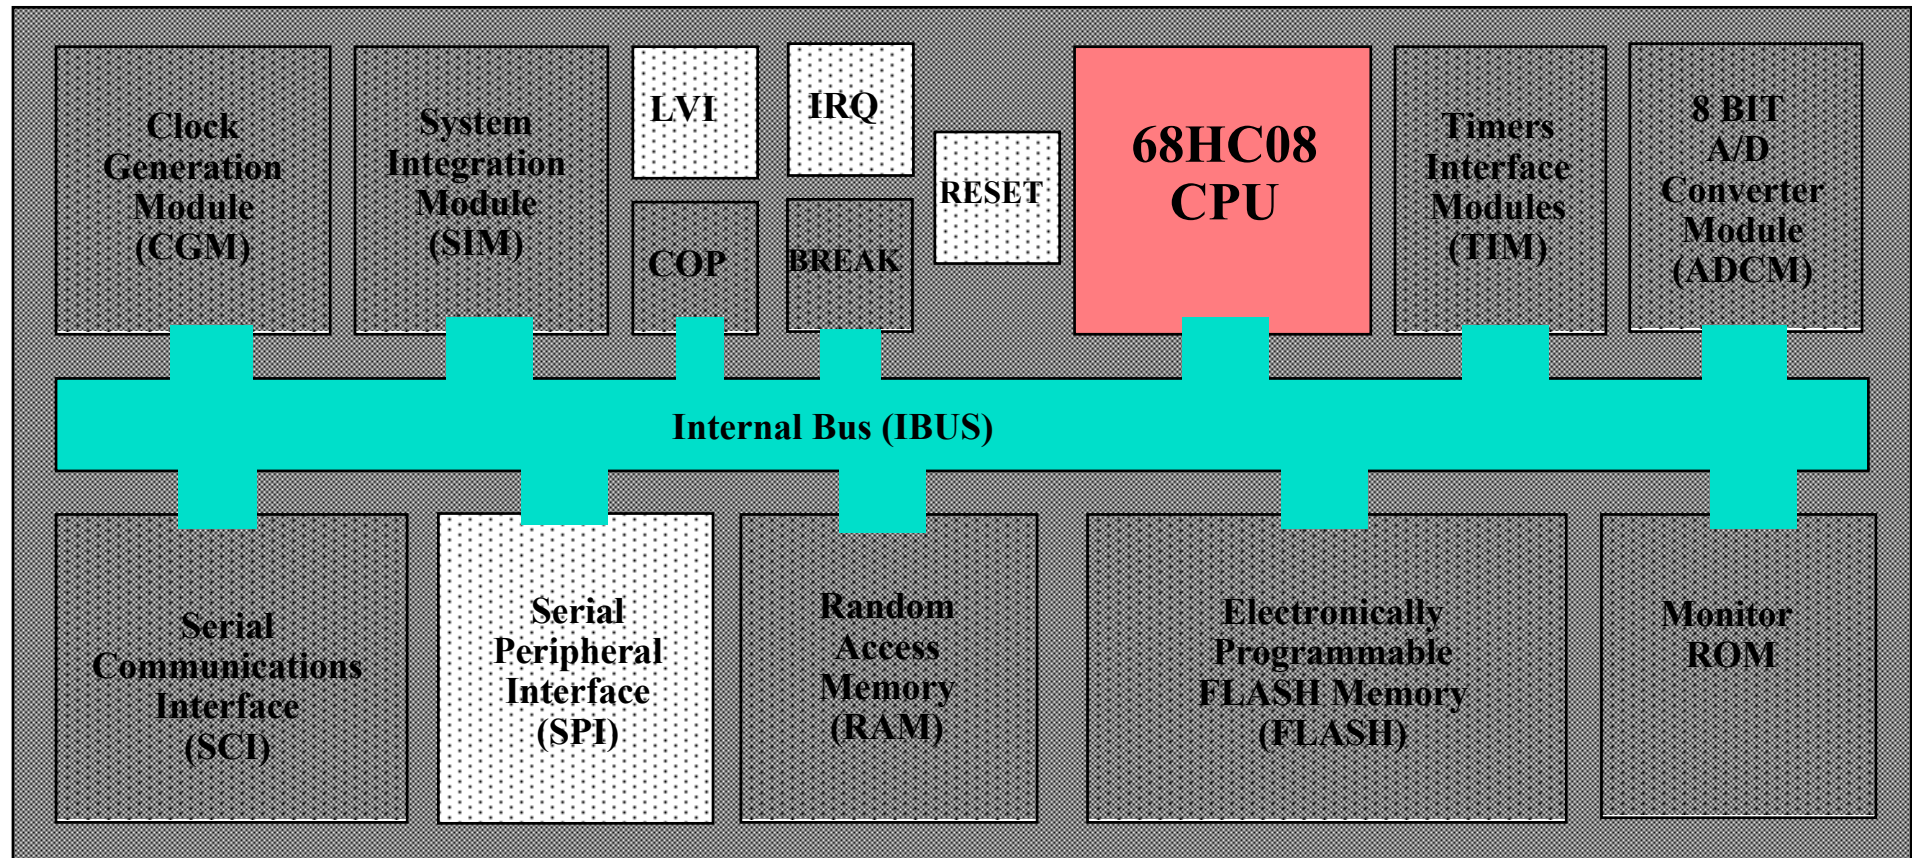 Clock
Generation
Module
(CGM)
System
Integration
Module
(SIM)
LVI
IRQ
COP
BREAK
RESET
68HC08
CPU
Timers
Interface
Modules
(TIM)
8 BIT
A/D
Converter
Module
(ADCM)
Internal Bus (IBUS)
Serial
Communications
Interface
(SCI)
Serial
Peripheral
Interface
(SPI)
Random
Access
Memory
(RAM)
Electronically
Programmable
FLASH Memory
(FLASH)
Monitor
ROM